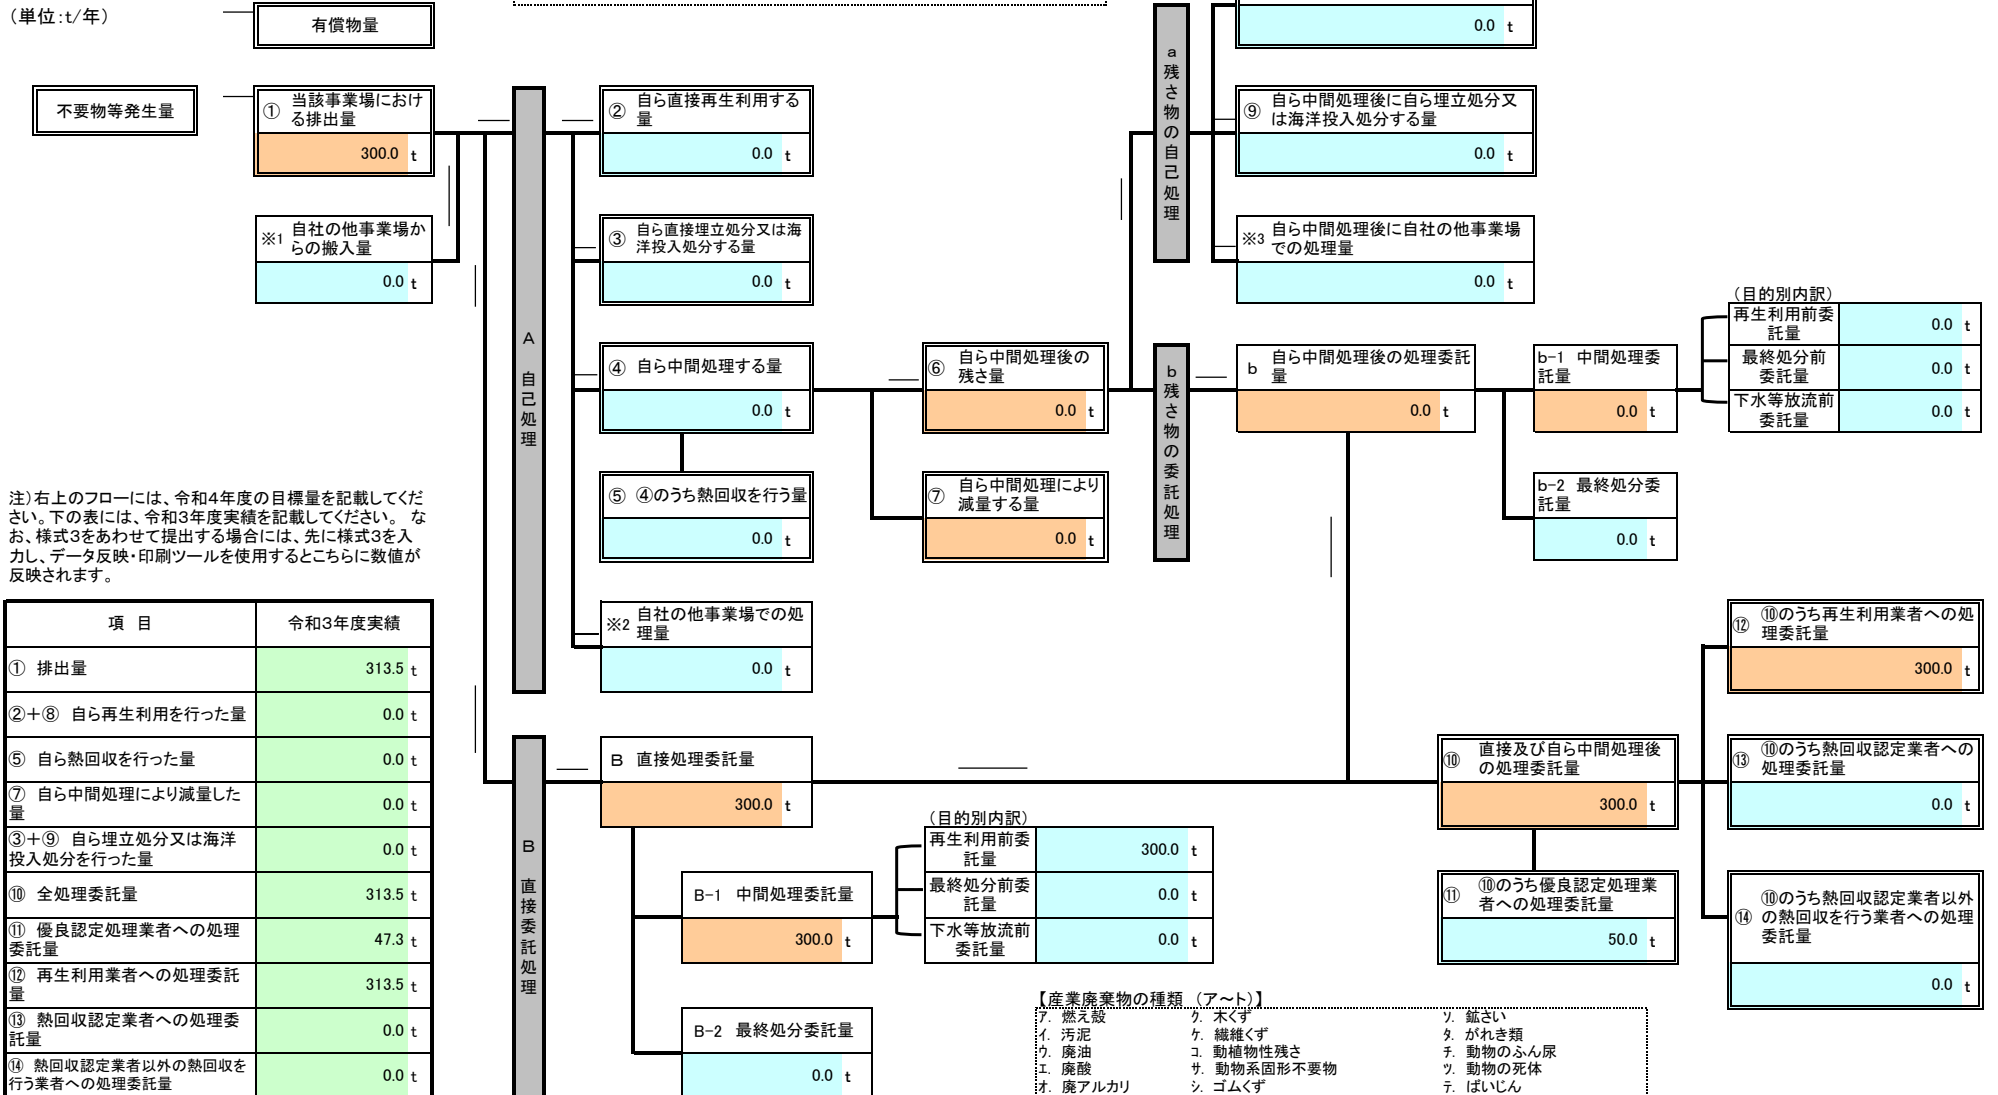 （単位:t/年）
有償物量
0.0 t
不要物等発生量
① 当該事業場におけ
る排出量
300.0 t
② 自ら直接再生利用する
量
0.0 t
a
残さ物の自己処理
⑨ 自ら中間処理後に自ら埋立処分又
は海洋投入処分する量
0.0 t
※1 自社の他事業場か
らの搬入量
0.0 t
③ 自ら直接埋立処分又は海
洋投入処分する量
0.0 t
※3 自ら中間処理後に自社の他事業場
での処理量
0.0 t
A 自己処理
④ 自ら中間処理する量
0.0 t
⑥ 自ら中間処理後の
残さ量
0.0 t
b
残さ物の委託処理
b 自ら中間処理後の処理委託
量
0.0 t
b-1 中間処理委
託量
0.0 t
（目的別内訳）
再生利用前委
託量
0.0 t
最終処分前
委託量
0.0 t
下水等放流前
委託量
0.0 t
⑤ ④のうち熱回収を行う量
0.0 t
⑦ 自ら中間処理により
減量する量
0.0 t
b-2 最終処分委
託量
0.0 t
注）右上のフローには、令和4年度の目標量を記載してくだ
さい。下の表には、令和3年度実績を記載してください。 な
お、様式3をあわせて提出する場合には、先に様式3を入
力し、データ反映・印刷ツールを使用するとこちらに数値が
反映されます。
※2 自社の他事業場での処
理量
0.0 t
項 目 令和3年度実績
① 排出量 313.5 t
②＋⑧ 自ら再生利用を行った量 0.0 t
⑤ 自ら熱回収を行った量 0.0 t
⑦ 自ら中間処理により減量した
量 0.0 t
③＋⑨ 自ら埋立処分又は海洋
投入処分を行った量 0.0 t
⑩ 全処理委託量 313.5 t
⑪ 優良認定処理業者への処理
委託量 47.3 t
⑫ 再生利用業者への処理委託
量 313.5 t
⑬ 熱回収認定業者への処理委
託量 0.0 t
⑭ 熱回収認定業者以外の熱回収を
行う業者への処理委託量 0.0 t
B 直接委託処理
B 直接処理委託量
300.0 t
B-1 中間処理委託量
300.0 t
（目的別内訳）
再生利用前委
託量
300.0 t
最終処分前委
託量
0.0 t
下水等放流前
委託量
0.0 t
B-2 最終処分委託量
0.0 t
⑩ 直接及び自ら中間処理後
の処理委託量
300.0 t
⑪ ⑩のうち優良認定処理業
者への処理委託量
50.0 t
⑫ ⑩のうち再生利用業者への処
理委託量
300.0 t
⑬ ⑩のうち熱回収認定業者への
処理委託量
0.0 t
⑭ ⑩のうち熱回収認定業者以外
の熱回収を行う業者への処理
委託量
0.0 t
【産業廃棄物の種類 （ア～ト）】
ア. 燃え殻 ク. 木くず ソ. 鉱さい
イ. 汚泥 ケ. 繊維くず タ. がれき類
ウ. 廃油 コ. 動植物性残さ チ. 動物のふん尿
エ. 廃酸 サ. 動物系固形不要物 ツ. 動物の死体
オ. 廃アルカリ シ. ゴムくず テ. ばいじん